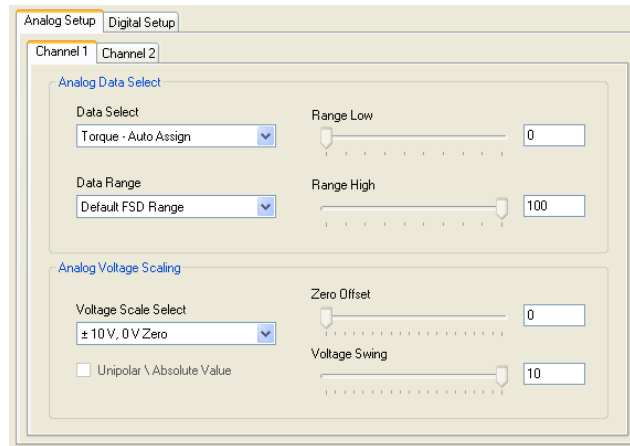 Analog Setup Digital Setup
Channel 1 Channel 2
Analog Data Select
Data Select
Torque - Auto Assign
Range Low
0
Data Range
Default FSD Range
Range High
100
Analog Voltage Scaling
Voltage Scale Select
± 10 V, 0 V Zero
Zero Offset
0
Unipolar \ Absolute Value
Voltage Swing
10